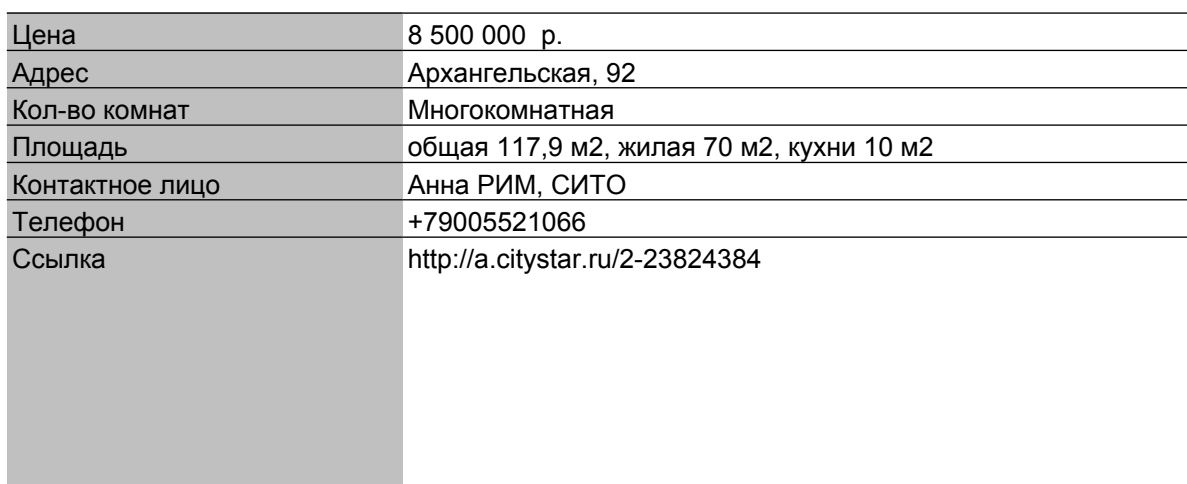 Цена 8 500 000 р.
Адрес Архангельская, 92
Кол-во комнат Многокомнатная
Площадь общая 117,9 м2, жилая 70 м2, кухни 10 м2
Контактное лицо Анна РИМ, СИТО
Телефон +79005521066
Ссылка http://a.citystar.ru/2-23824384